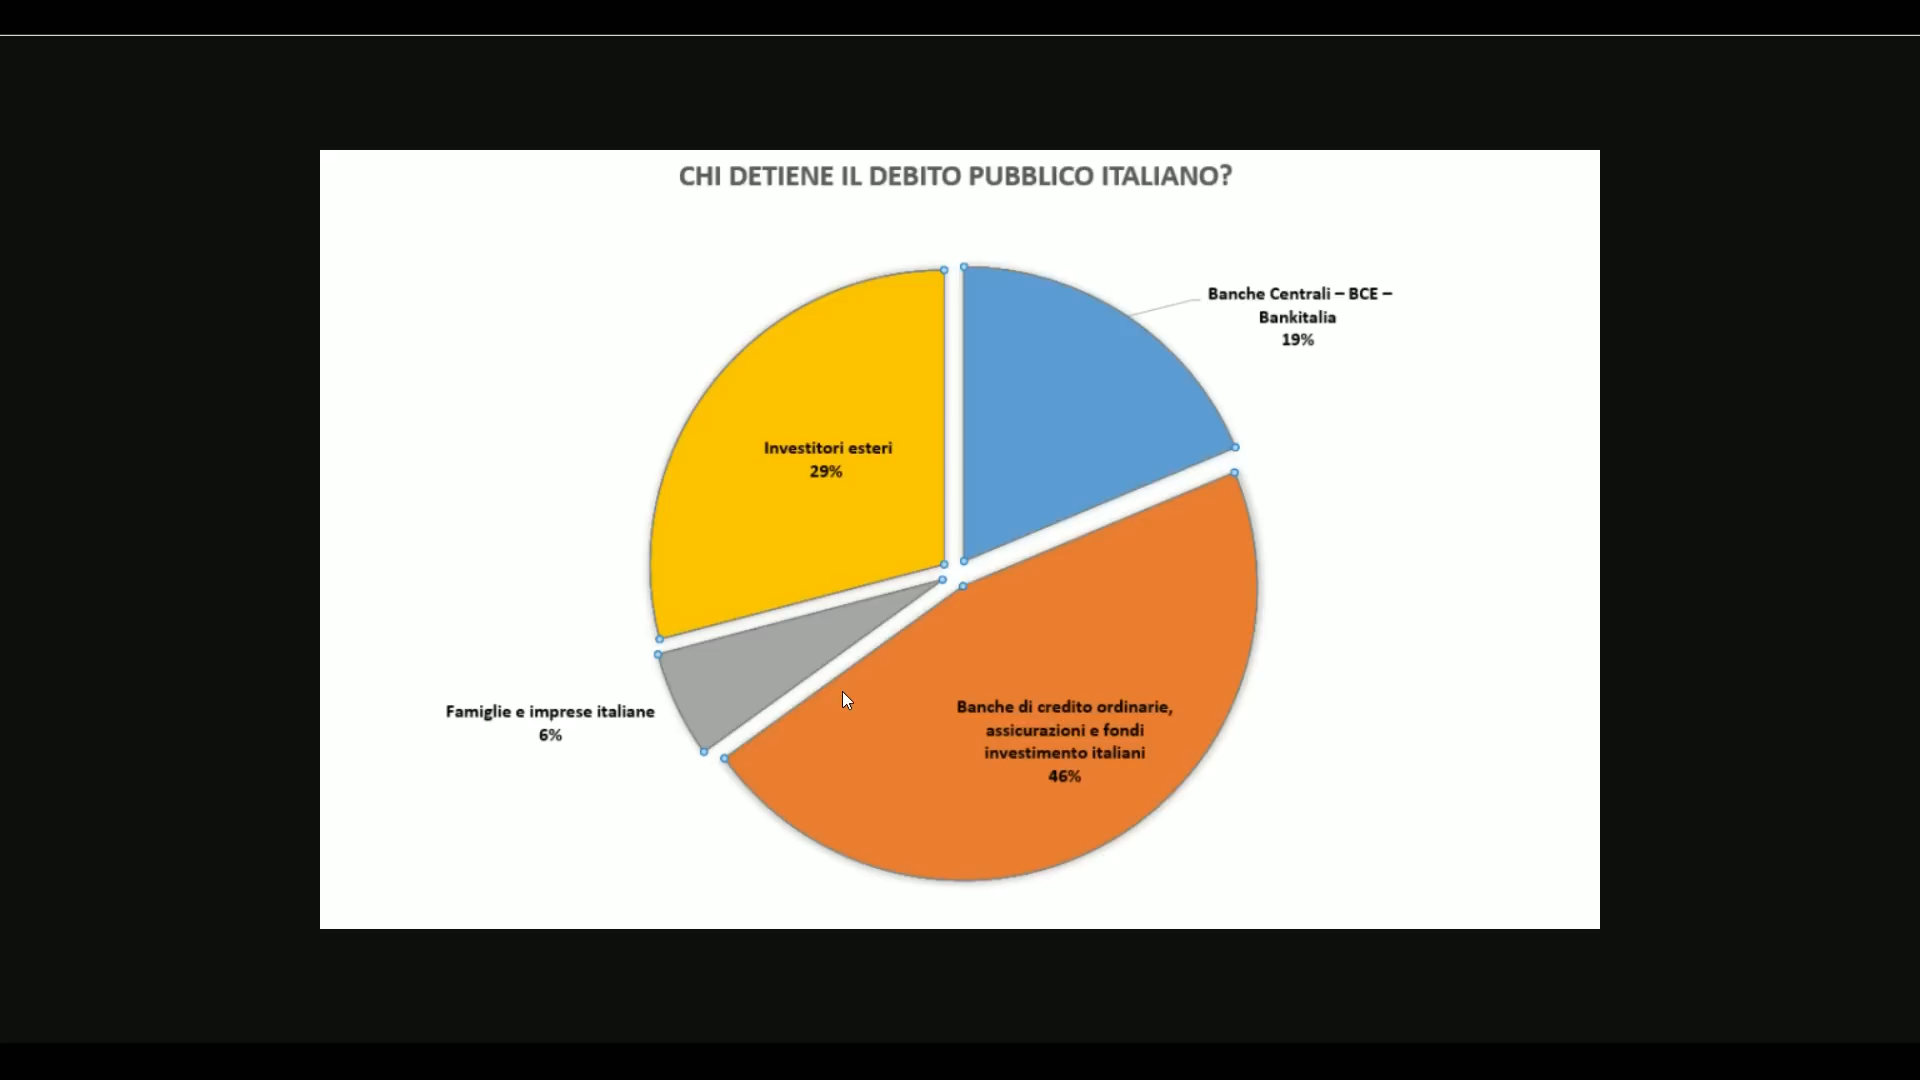 CHI DETIENE IL DEBITO PUBBLICO ITALIANO?
Banche Centrali – BCE –
Bankitalia
19%
Investitori esteri
29%
Famiglie e imprese italiane
6%
Banche di credito ordinarie,
assicurazioni e fondi
investimento italiani
46%